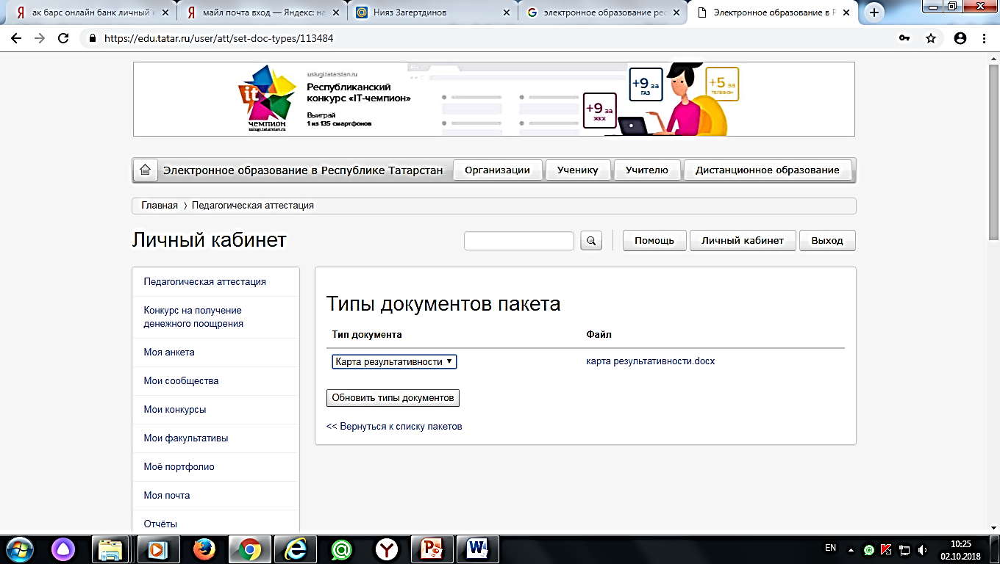 ак барс онлайн банк личный к
майл почта вход — Яндекс: на
Нияз Загертдинов
электронное образование рес
Электронное образование в Р
https://edu.tatar.ru/user/att/set-doc-types/113484
uslugi.tatarstan.ru
Республиканский
конкурс «IT-чемпион»
Выиграй
1 из 135 смартфонов
it
чемпион
uslugi.tatarstan.ru
+9 за
ГАЗ
+5 за
ТЕЛЕФОН
+9 за
ЖКХ
Электронное образование в Республике Татарстан
Организации
Ученику
Учителю
Дистанционное образование
Главная 〉 Педагогическая аттестация
Личный кабинет
Помощь
Личный кабинет
Выход
Педагогическая аттестация
Конкурс на получение
денежного поощрения
Моя анкета
Мои сообщества
Мои конкурсы
Мои факультативы
Моё портфолио
Моя почта
Отчёты
Типы документов пакета
Тип документа
Файл
Карта результативности
карта результативности.docx
Обновить типы документов
<< Вернуться к списку пакетов
EN
10:25
02.10.2018